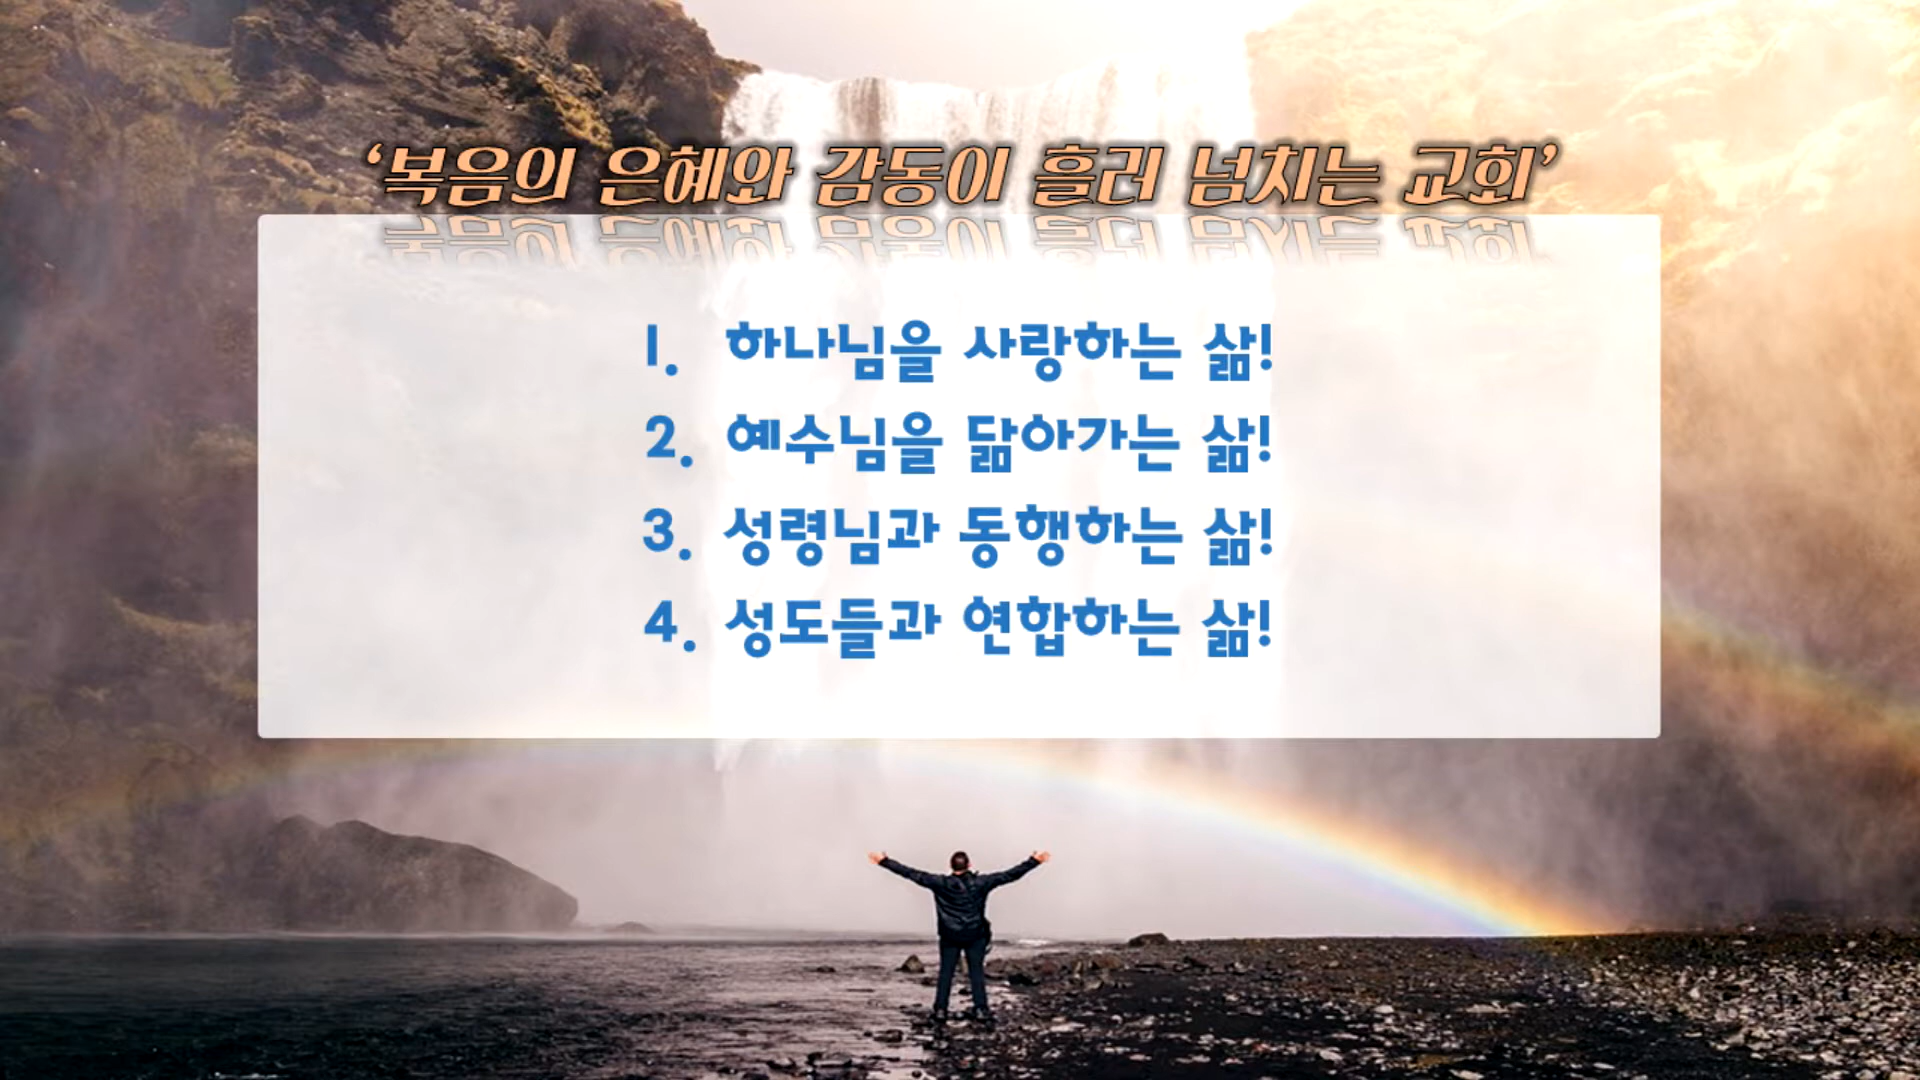 ‘복음의 은혜와 감동이 흘러 넘치는 교회’
1. 하나님을 사랑하는 삶!
2. 예수님을 닮아가는 삶!
3. 성령님과 동행하는 삶!
4. 성도들과 연합하는 삶!